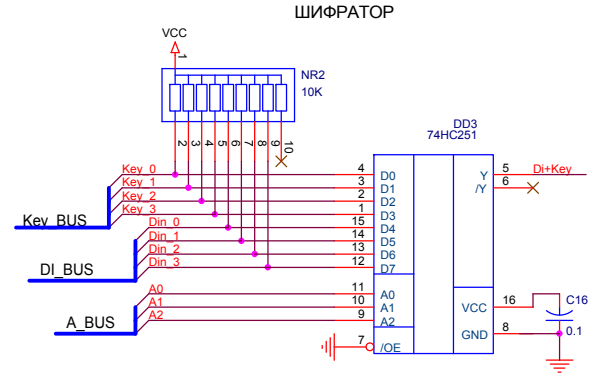 ШИФРАТОР
VCC
1
NR2
10K
2 3 4 5 6 7 8 9 10
DD3
74HC251
Key_0 4 D0 Y 5 Di+Key
Key_1 3 D1 /Y 6
Key_2 2 D2
Key_3 1 D3
Key_BUS
Din_0 15 D4
Din_1 14 D5
Din_2 13 D6
Din_3 12 D7
DI_BUS
A0 11 A0
A1 10 A1 VCC 16 C16
A2 9 A2
A_BUS
GND 8 0.1
7 /OE